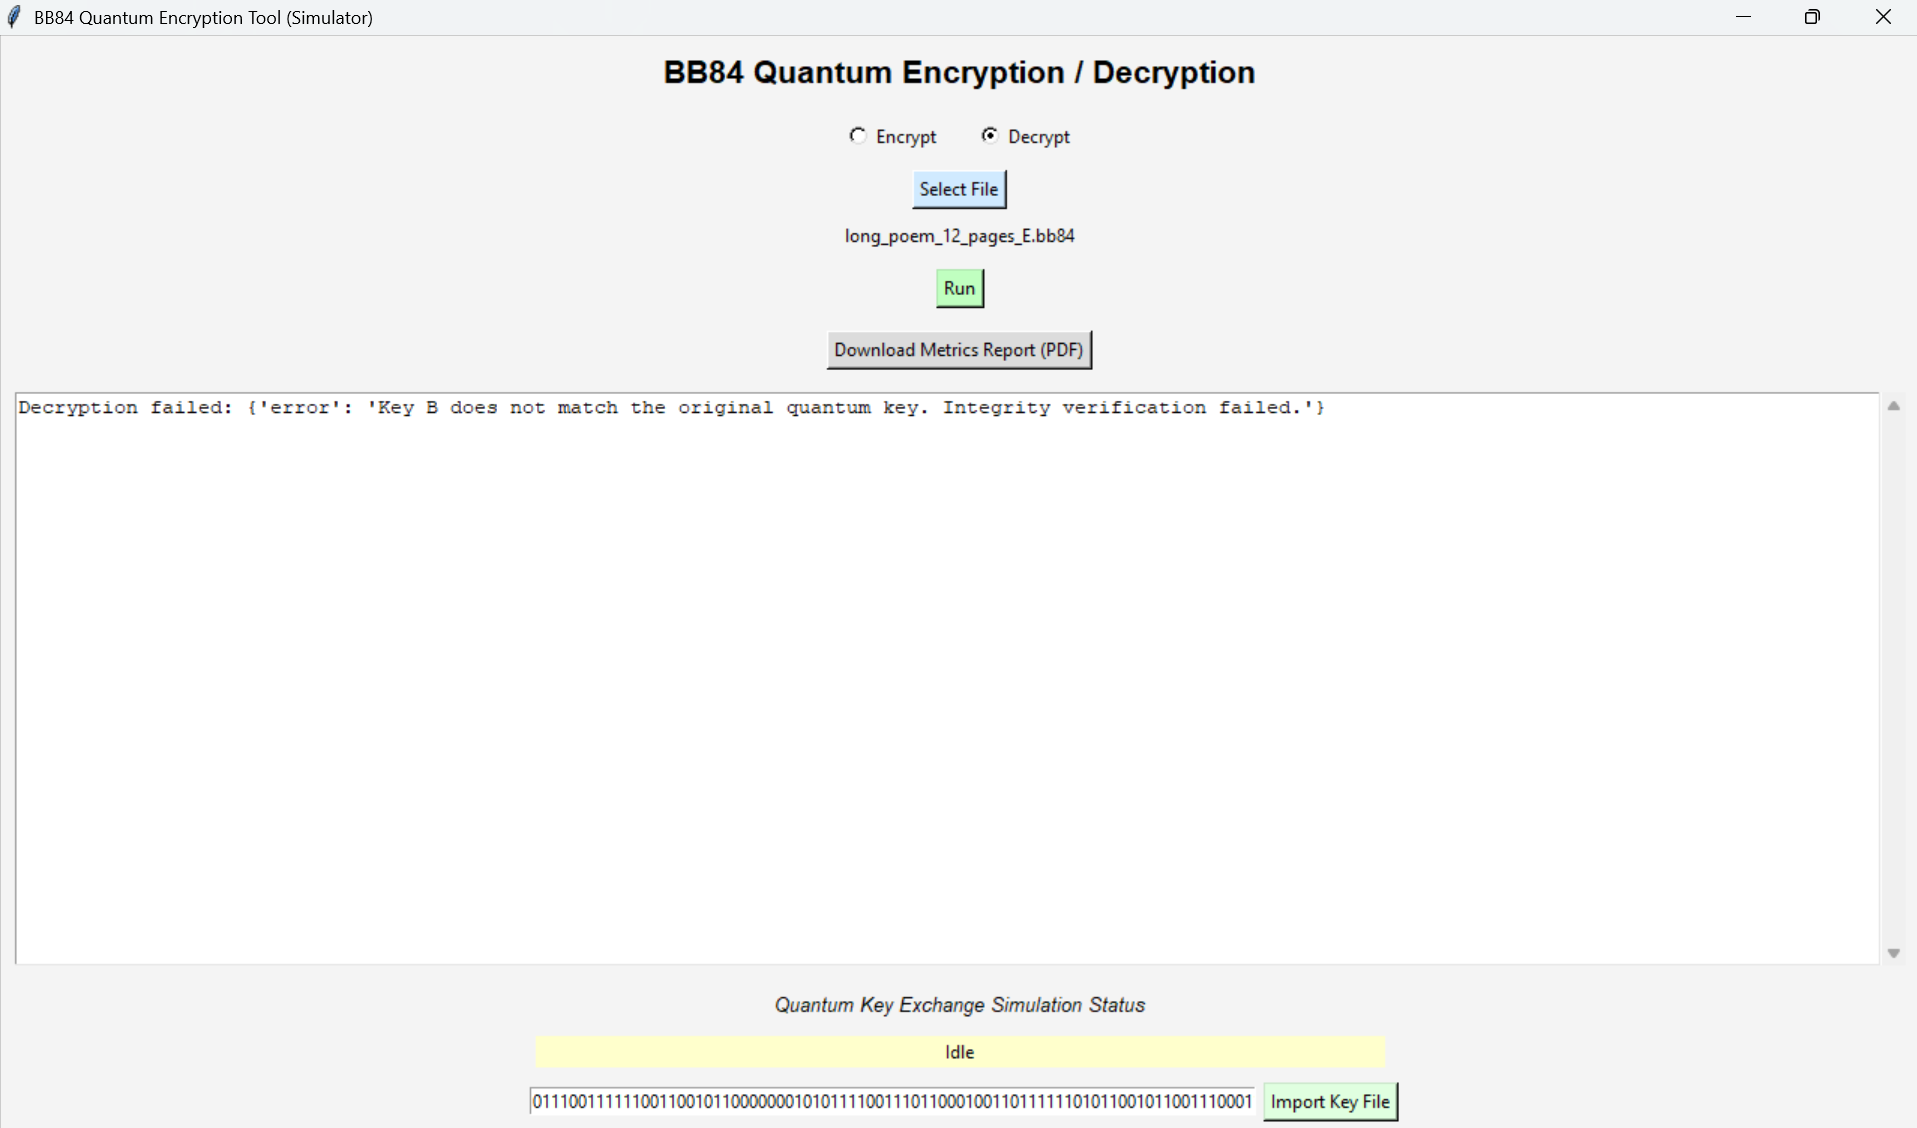 BB84 Quantum Encryption Tool (Simulator)
BB84 Quantum Encryption / Decryption
Encrypt Decrypt
Select File
long_poem_12_pages_E.bb84
Run
Download Metrics Report (PDF)
Decryption failed: {'error': 'Key B does not match the original quantum key. Integrity verification failed.'}
Quantum Key Exchange Simulation Status
Idle
Import Key File